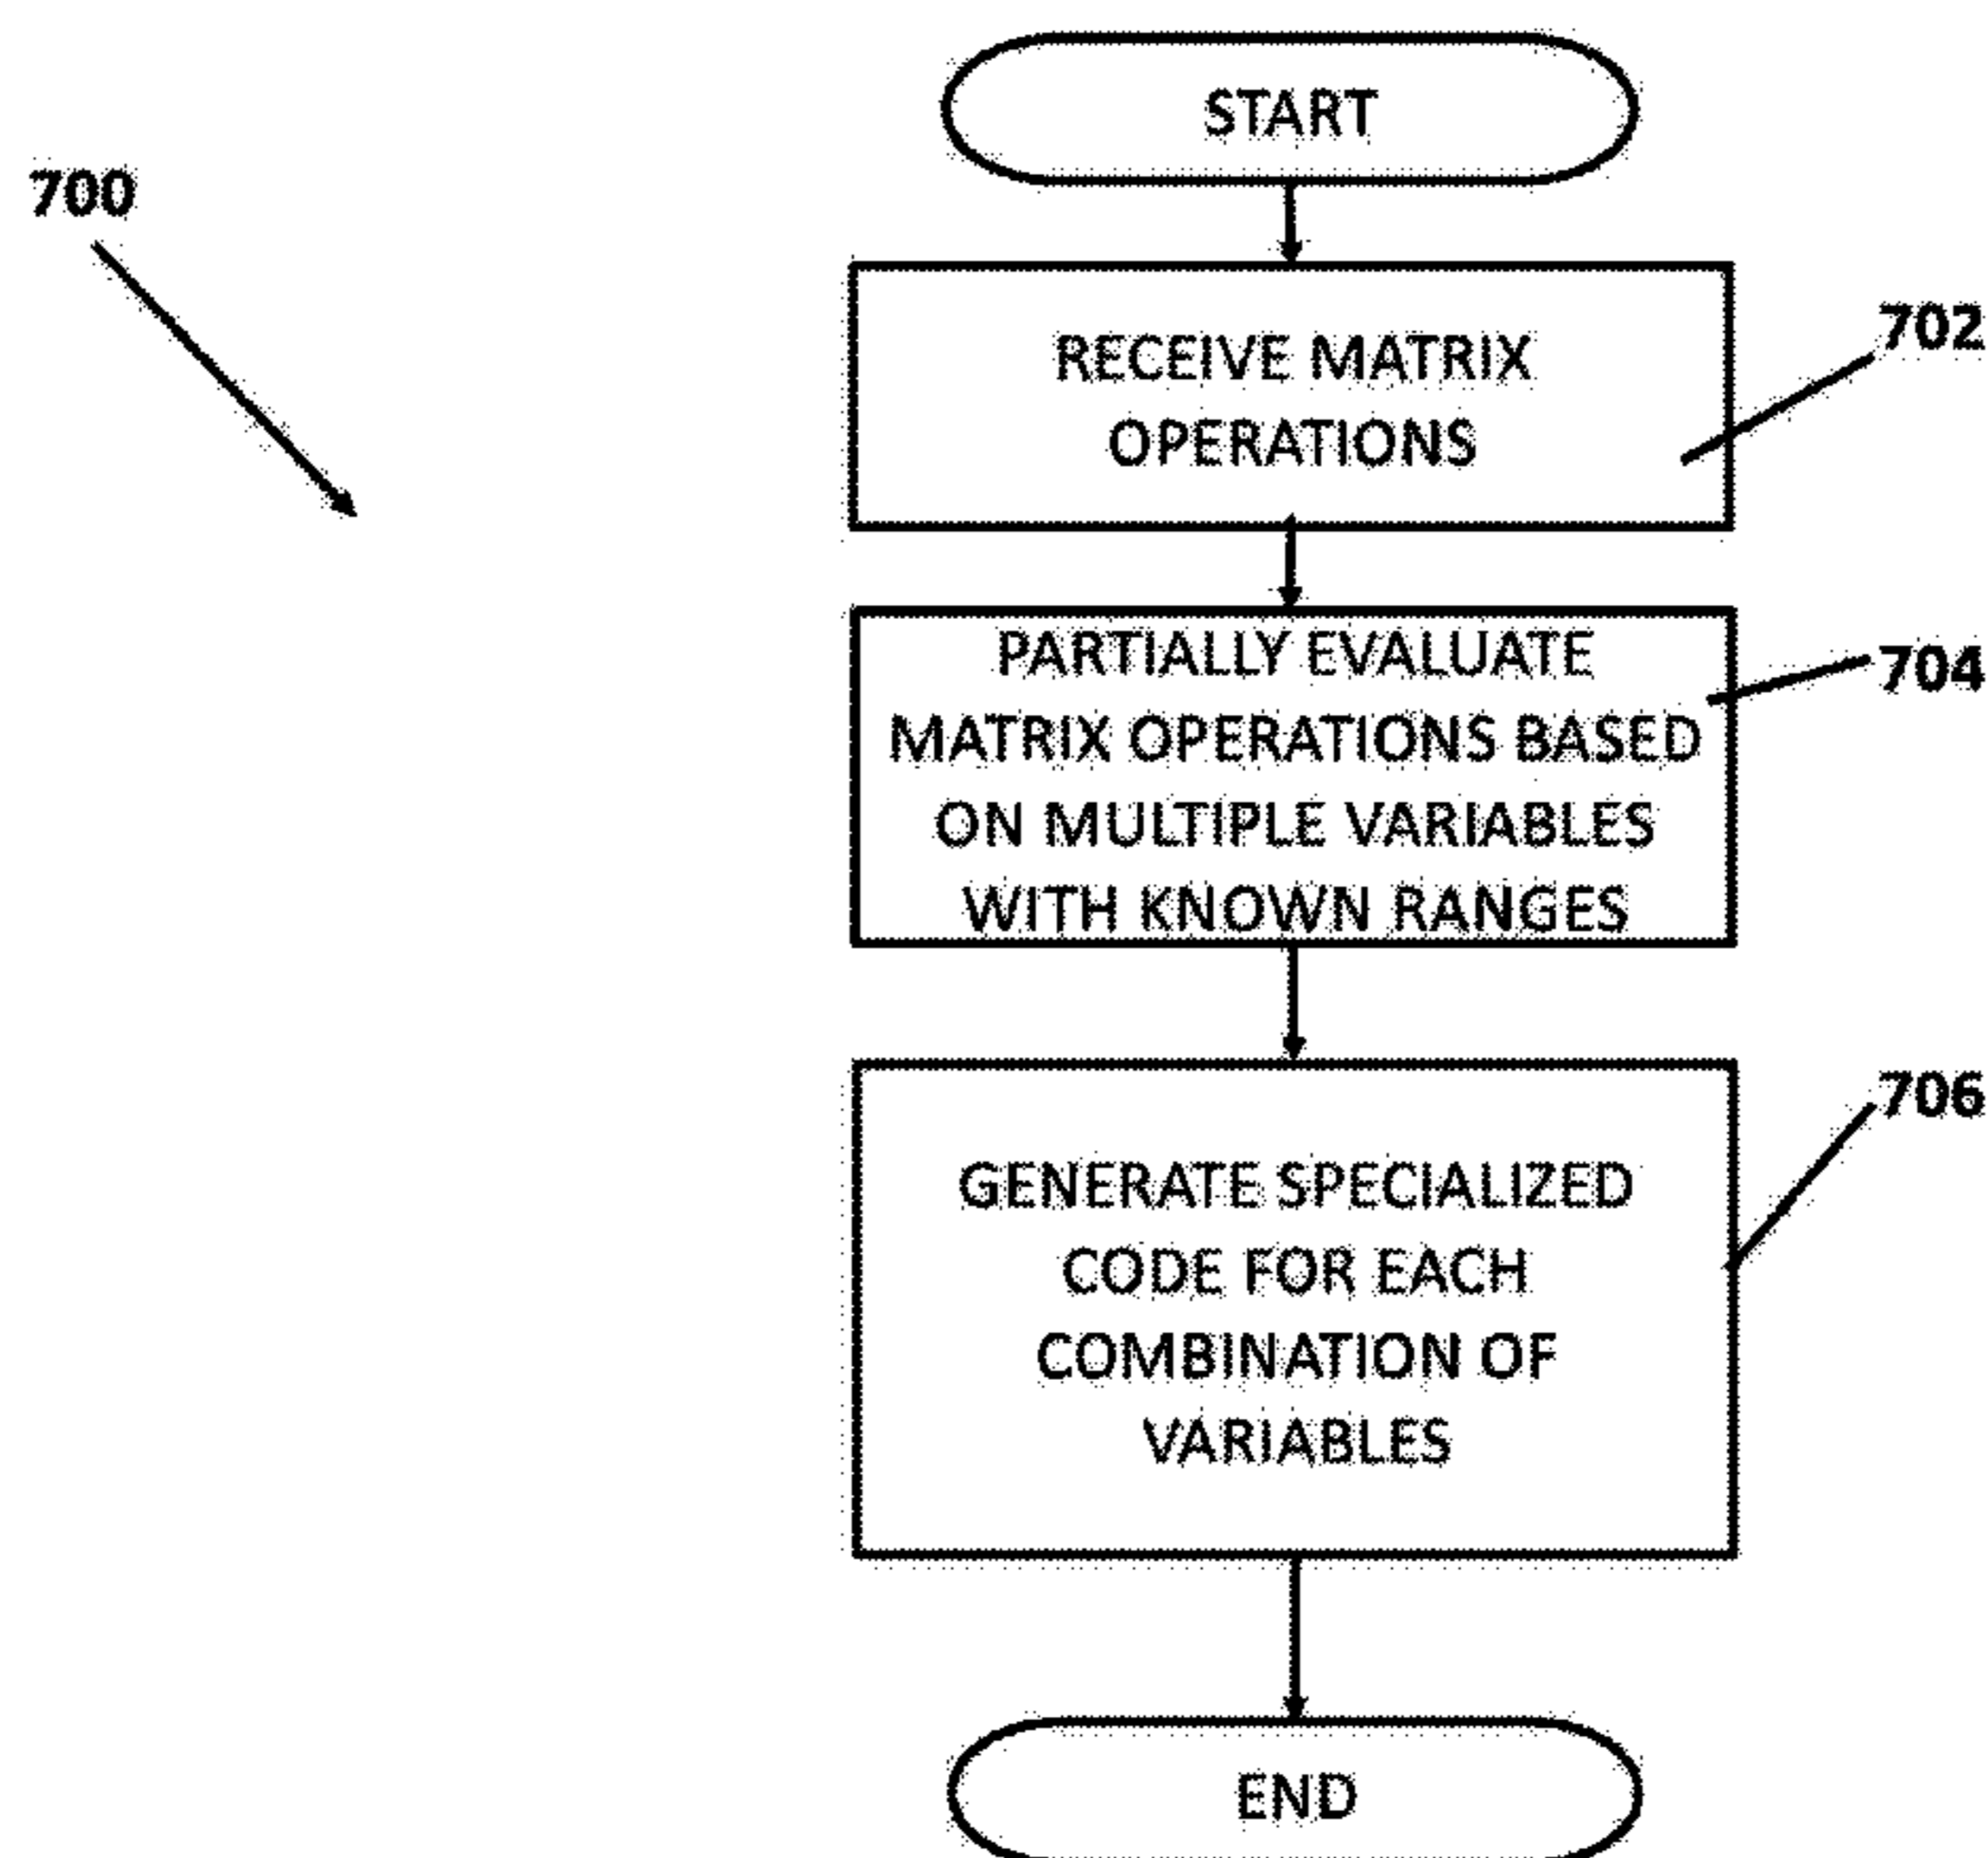 START
700
RECEIVE MATRIX
OPERATIONS
702
PARTIALLY EVALUATE
MATRIX OPERATIONS BASED
ON MULTIPLE VARIABLES
WITH KNOWN RANGES
704
GENERATE SPECIALIZED
CODE FOR EACH
COMBINATION OF
VARIABLES
706
END